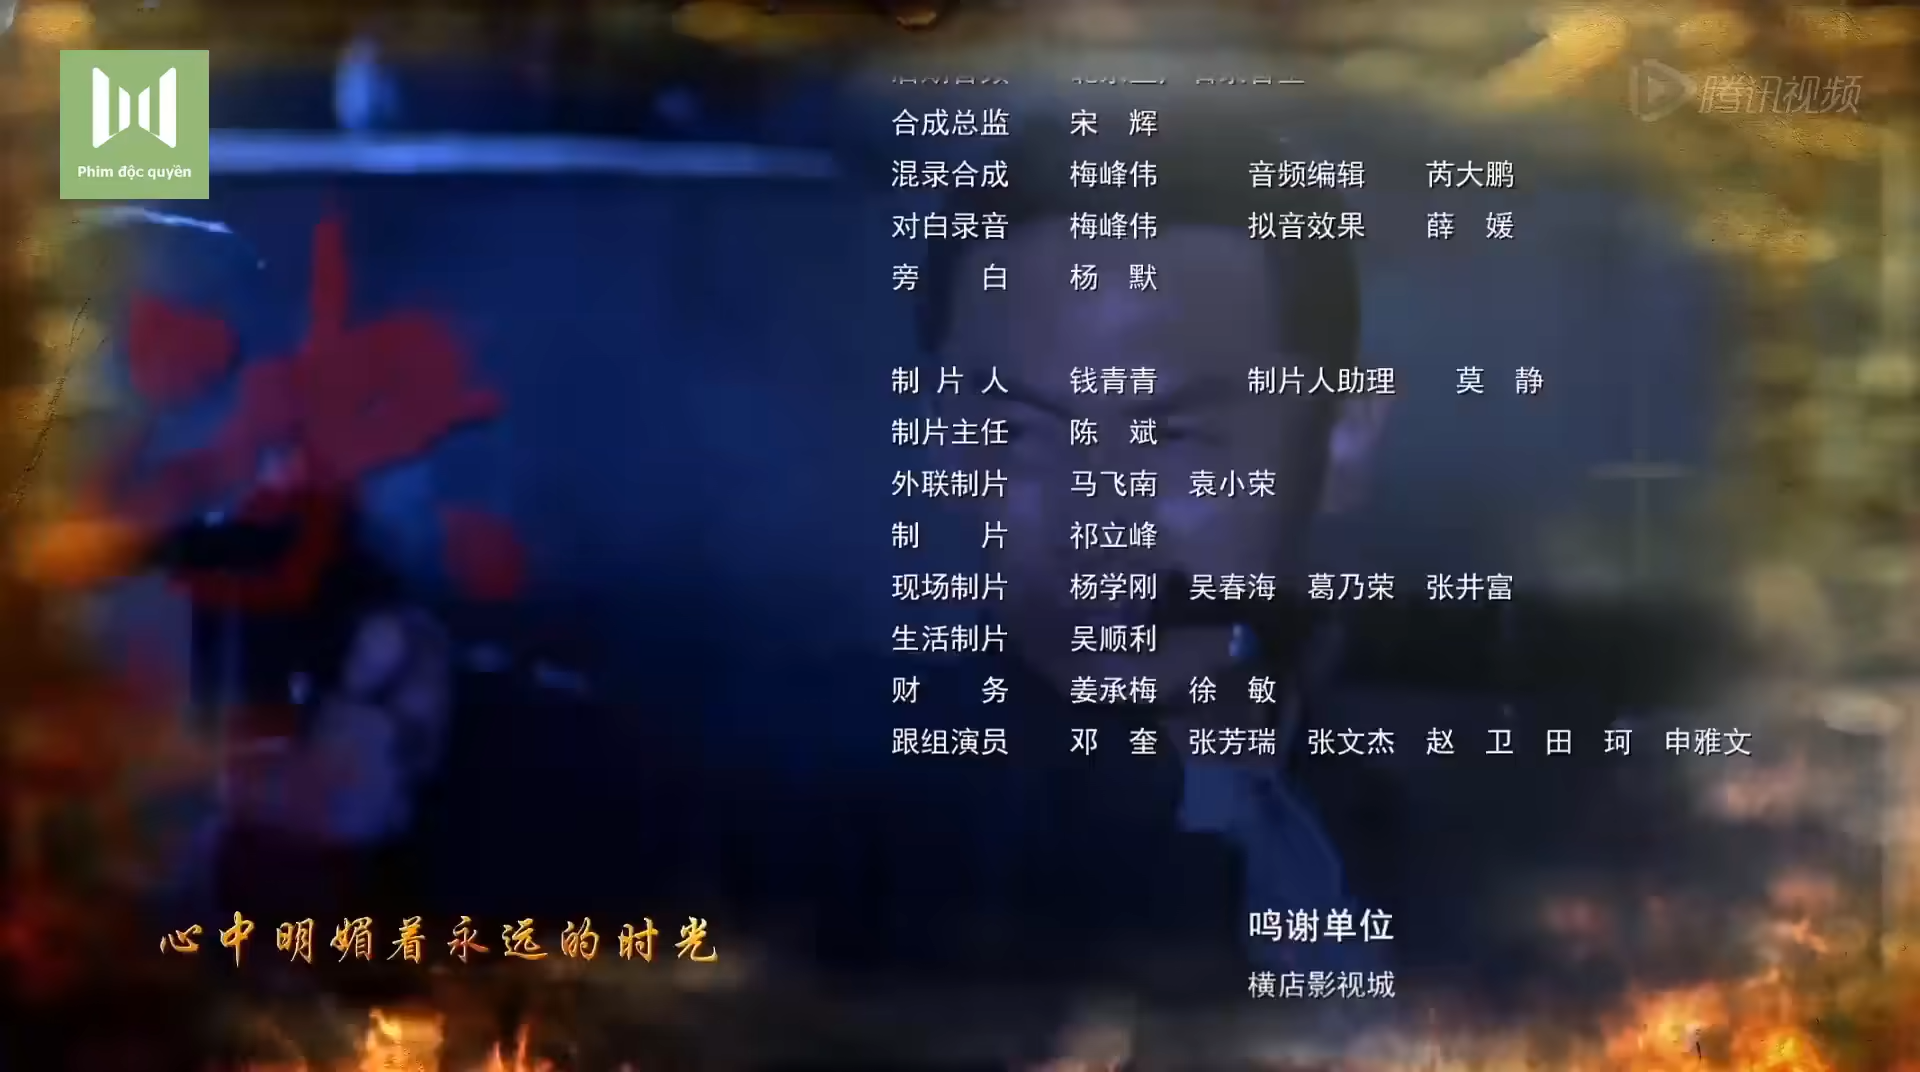 Phim độc quyền
腾讯视频
合成总监 宋 辉
混录合成 梅峰伟 音频编辑 芮大鹏
对白录音 梅峰伟 拟音效果 薛 媛
旁 白 杨 默
制 片 人 钱青青 制片人助理 莫 静
制片主任 陈 斌
外联制片 马飞南 袁小荣
制 片 祁立峰
现场制片 杨学刚 吴春海 葛乃荣 张井富
生活制片 吴顺利
财 务 姜承梅 徐 敏
跟组演员 邓 奎 张芳瑞 张文杰 赵 卫 田 珂 申雅文
鸣谢单位
横店影视城
心中明媚着永远的时光